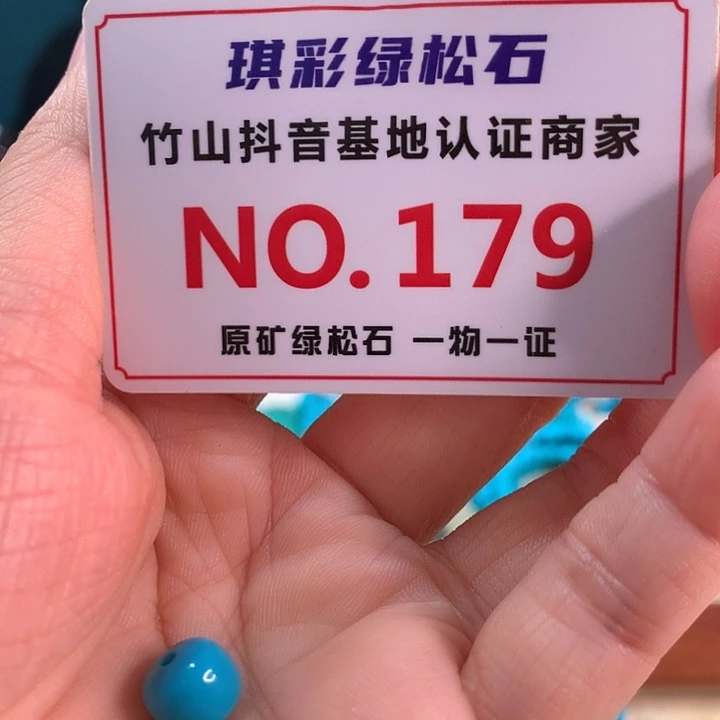 琪彩绿松石
竹山抖音基地认证商家
NO.179
原矿绿松石 一物一证